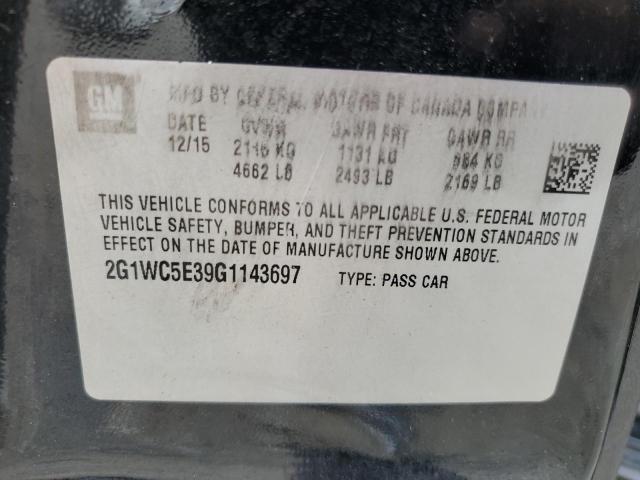 GM
MFD BY GENERAL MOTORS OF CANADA COMPANY
DATE GVWR GAWR FRT GAWR RR
12/15 2115 KG 1131 KG 984 KG
4662 LB 2493 LB 2169 LB
THIS VEHICLE CONFORMS TO ALL APPLICABLE U.S. FEDERAL MOTOR
VEHICLE SAFETY, BUMPER, AND THEFT PREVENTION STANDARDS IN
EFFECT ON THE DATE OF MANUFACTURE SHOWN ABOVE.
2G1WC5E39G1143697 TYPE: PASS CAR